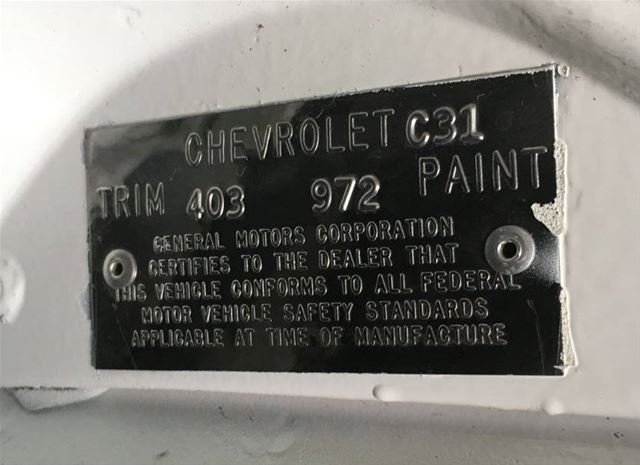 CHEVROLET C31
TRIM 403 972 PAINT
GENERAL MOTORS CORPORATION
CERTIFIES TO THE DEALER THAT
THIS VEHICLE CONFORMS TO ALL FEDERAL
MOTOR VEHICLE SAFETY STANDARDS
APPLICABLE AT TIME OF MANUFACTURE